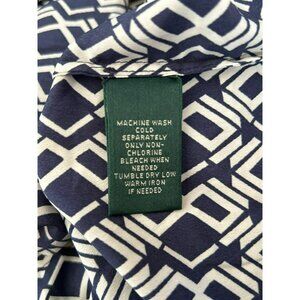 MACHINE WASH
COLD
SEPARATELY
ONLY NON-
CHLORINE
BLEACH WHEN
NEEDED
TUMBLE DRY LOW
WARM IRON
IF NEEDED